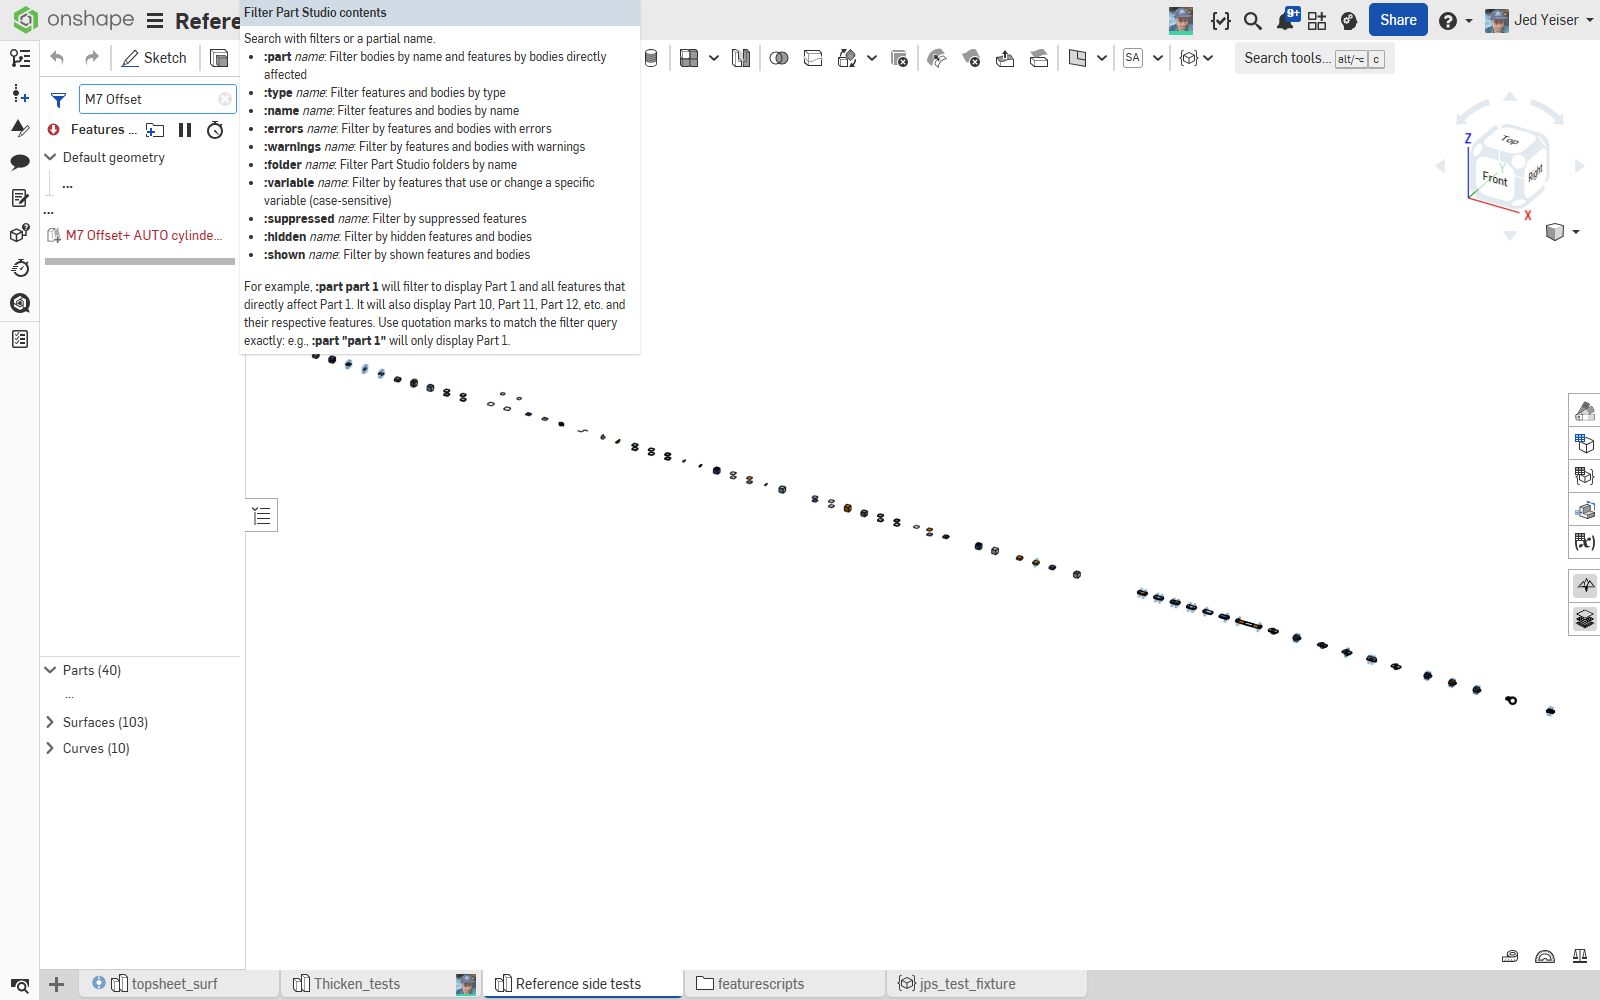 onshape
Refere
Filter Part Studio contents
9+
Share
Jed Yeiser
Search with filters or a partial name.
:part name: Filter bodies by name and features by bodies directly
affected
:type name: Filter features and bodies by type
:name name: Filter features and bodies by name
:errors name: Filter by features and bodies with errors
:warnings name: Filter by features and bodies with warnings
:folder name: Filter Part Studio folders by name
:variable name: Filter by features that use or change a specific
variable (case-sensitive)
:suppressed name: Filter by suppressed features
:hidden name: Filter by hidden features and bodies
:shown name: Filter by shown features and bodies
For example, :part part 1 will filter to display Part 1 and all features that
directly affect Part 1. It will also display Part 10, Part 11, Part 12, etc. and
their respective features. Use quotation marks to match the filter query
exactly: e.g., :part "part 1" will only display Part 1.
Sketch
SA
Search tools... alt/⌥ c
M7 Offset
Features ...
Default geometry
...
...
M7 Offset+ AUTO cylinde...
Z
Top
Y
Front
Right
X
Parts (40)
...
Surfaces (103)
Curves (10)
topsheet_surf
Thicken_tests
Reference side tests
featurescripts
jps_test_fixture